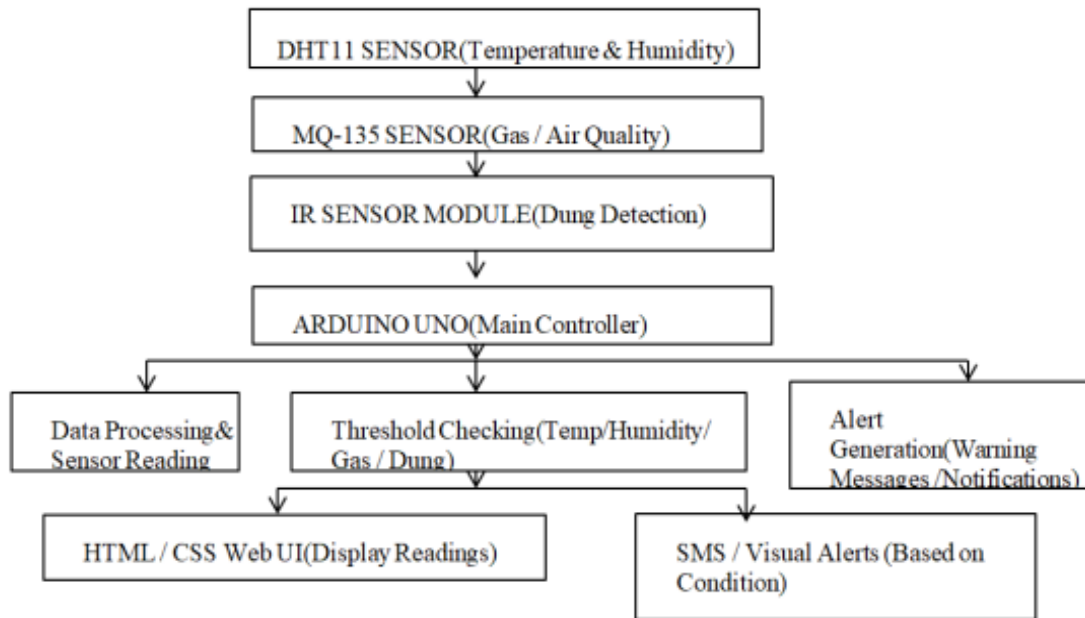 DHT11 SENSOR(Temperature & Humidity)
MQ-135 SENSOR(Gas / Air Quality)
IR SENSOR MODULE(Dung Detection)
ARDUINO UNO(Main Controller)
Data Processing&
Sensor Reading
Threshold Checking(Temp/Humidity/
Gas / Dung)
Alert
Generation(Warning
Messages /Notifications)
HTML / CSS Web UI(Display Readings)
SMS / Visual Alerts (Based on
Condition)